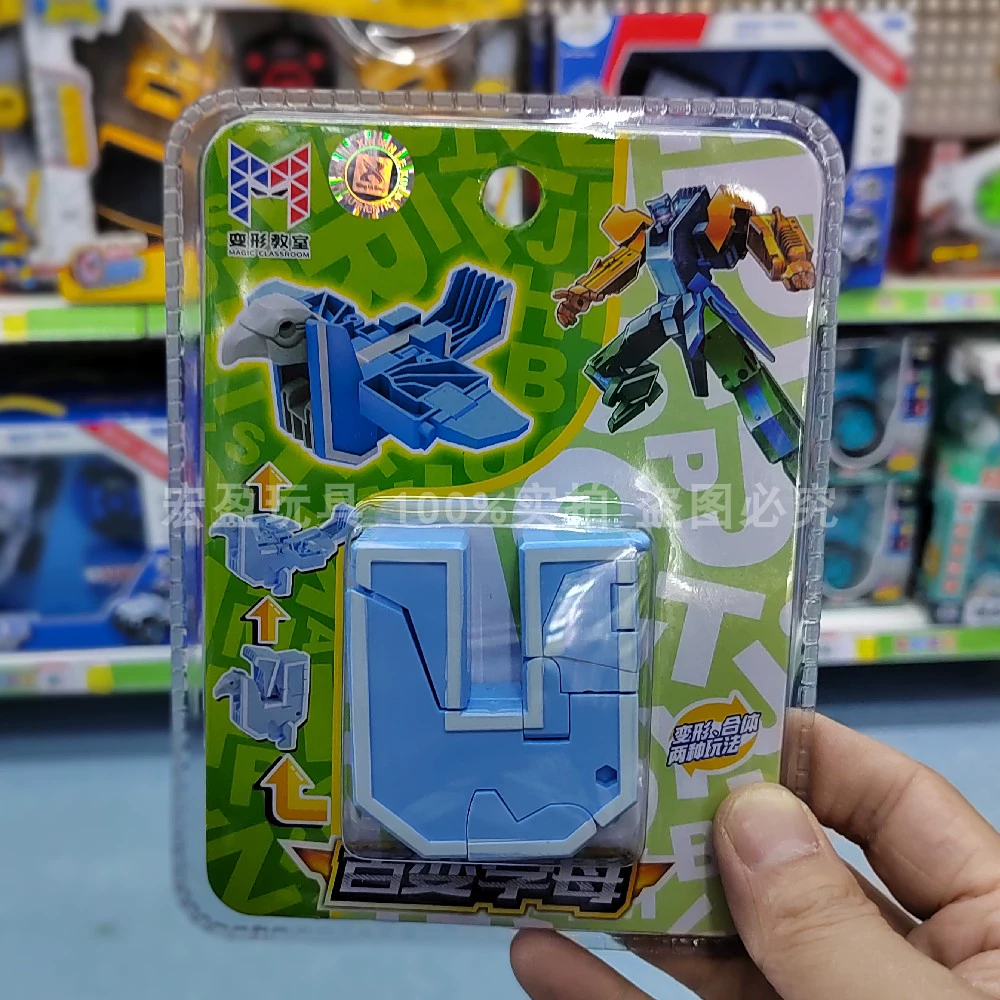 变形教室
MAGIC CLASSROOM
宏盈玩具 100%实拍 盗图必究
变形、合体
两种玩法
百变字母